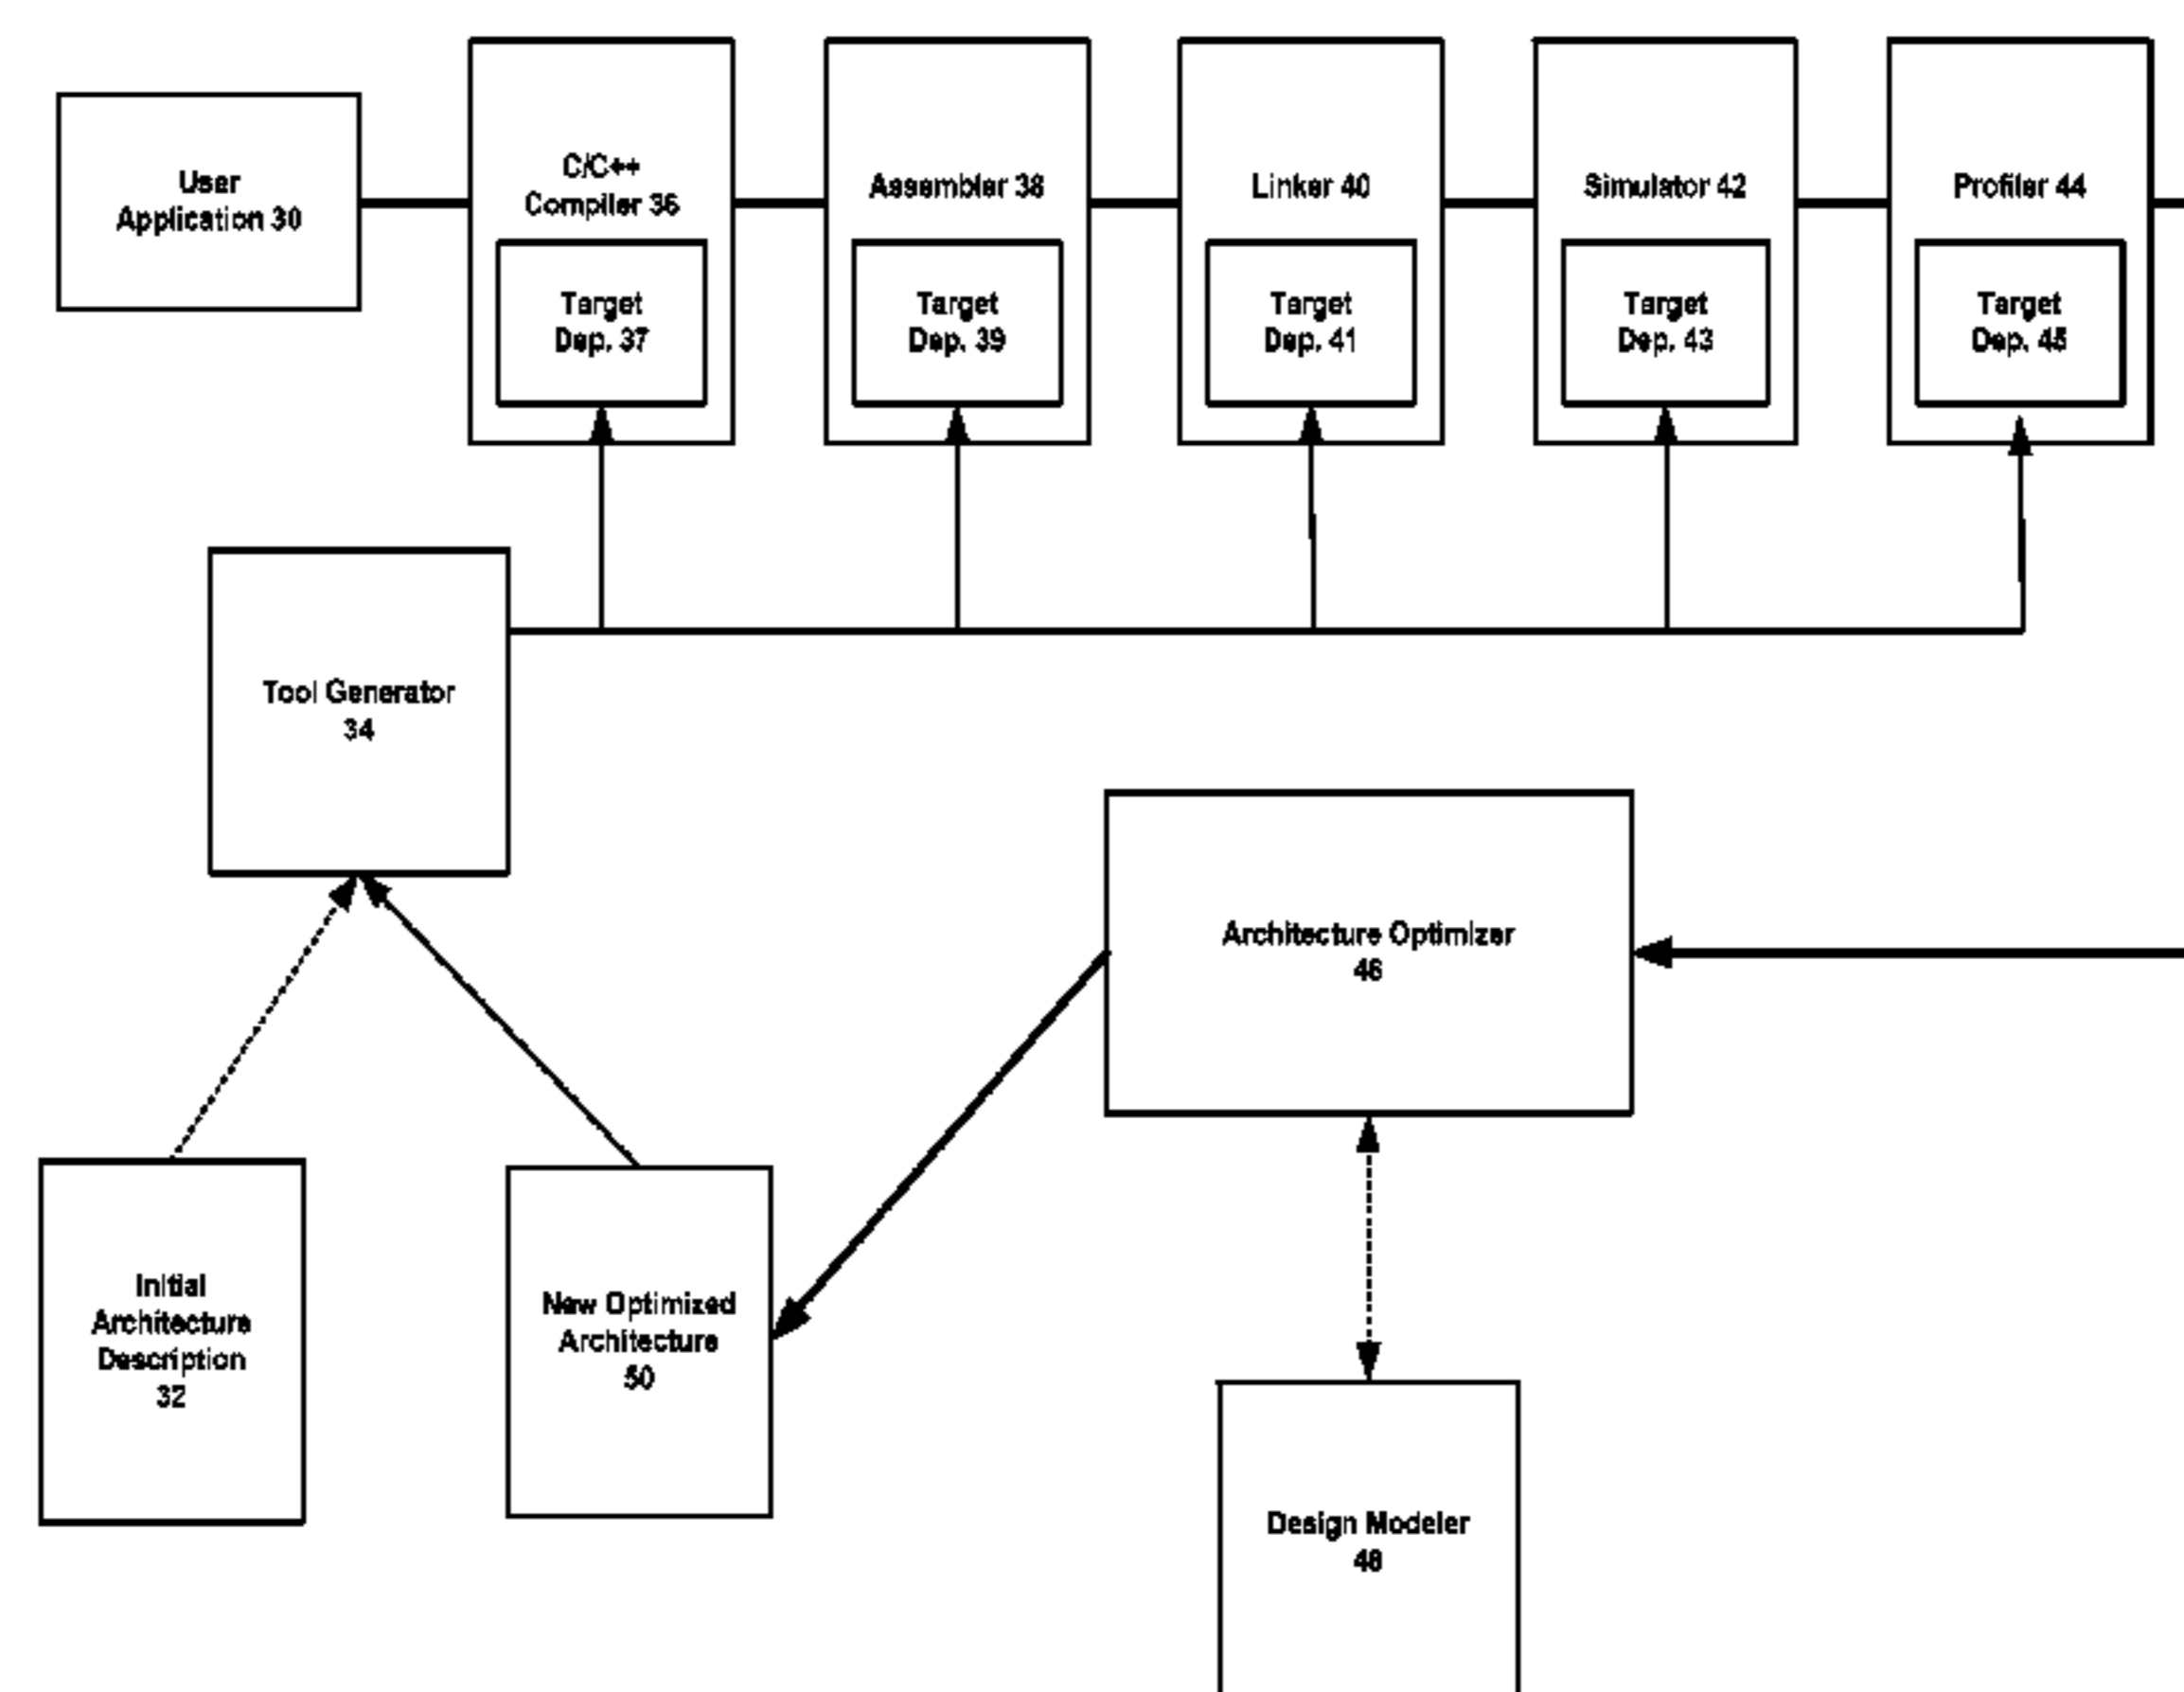 User
Application 30
C/C++
Compiler 36
Target
Dep. 37
Assembler 38
Target
Dep. 39
Linker 40
Target
Dep. 41
Simulator 42
Target
Dep. 43
Profiler 44
Target
Dep. 45
Tool Generator
34
Architecture Optimizer
46
Initial
Architecture
Description
32
New Optimized
Architecture
50
Design Modeler
48